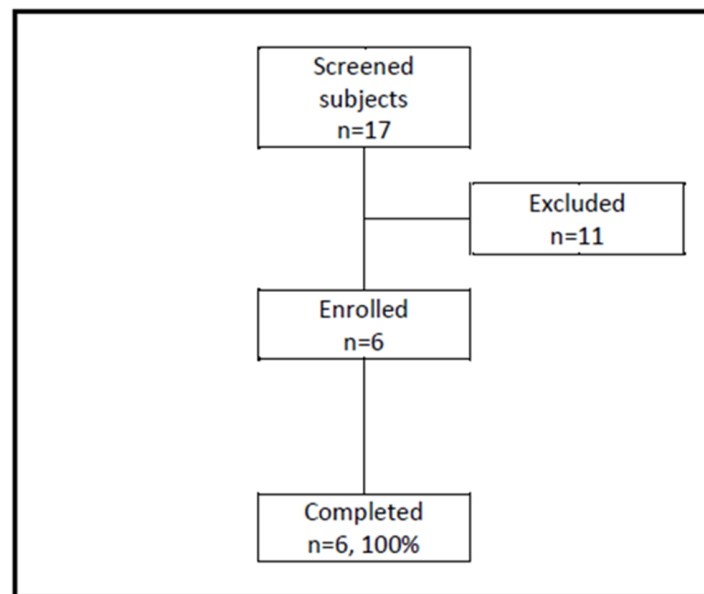 Screened
subjects
n=17
Excluded
n=11
Enrolled
n=6
Completed
n=6, 100%